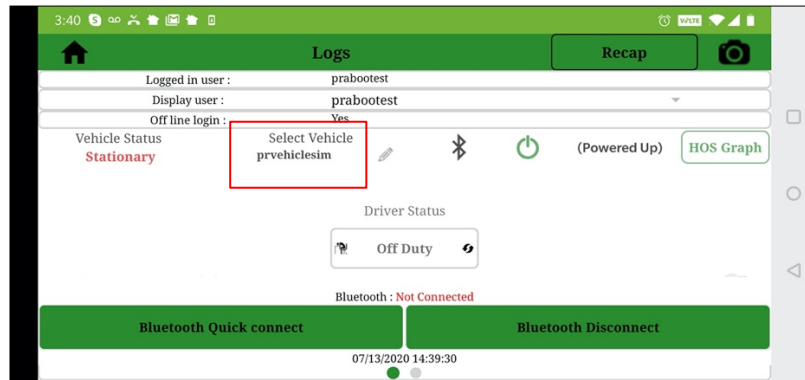 3:40
VoLTE
Logs
Recap
Logged in user : prabootest
Display user : prabootest
Off line login : Yes
Vehicle Status Select Vehicle
Stationary prvehiclesim (Powered Up) HOS Graph
Driver Status
Off Duty
Bluetooth : Not Connected
Bluetooth Quick connect Bluetooth Disconnect
07/13/2020 14:39:30